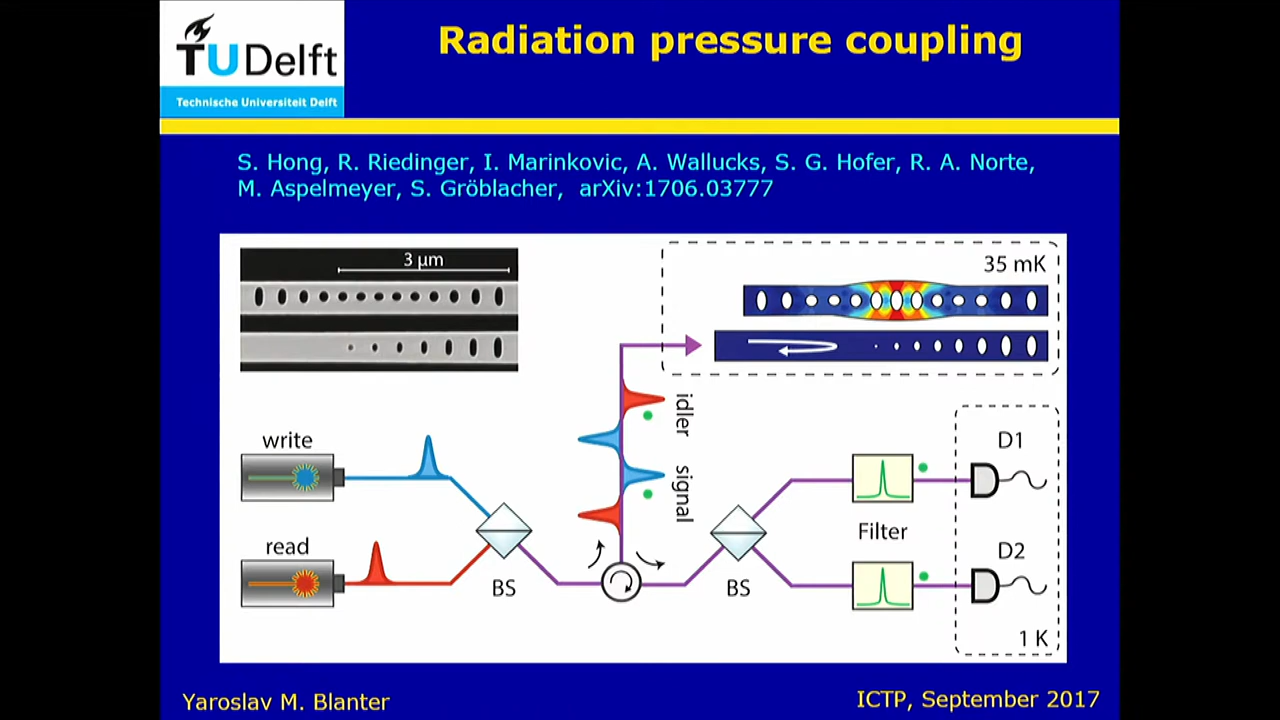 TU Delft
Technische Universiteit Delft
Radiation pressure coupling
S. Hong, R. Riedinger, I. Marinkovic, A. Wallucks, S. G. Hofer, R. A. Norte,
M. Aspelmeyer, S. Gröblacher, arXiv:1706.03777
3 μm
35 mK
idler
signal
write
read
BS
BS
Filter
D1
D2
1 K
Yaroslav M. Blanter
ICTP, September 2017